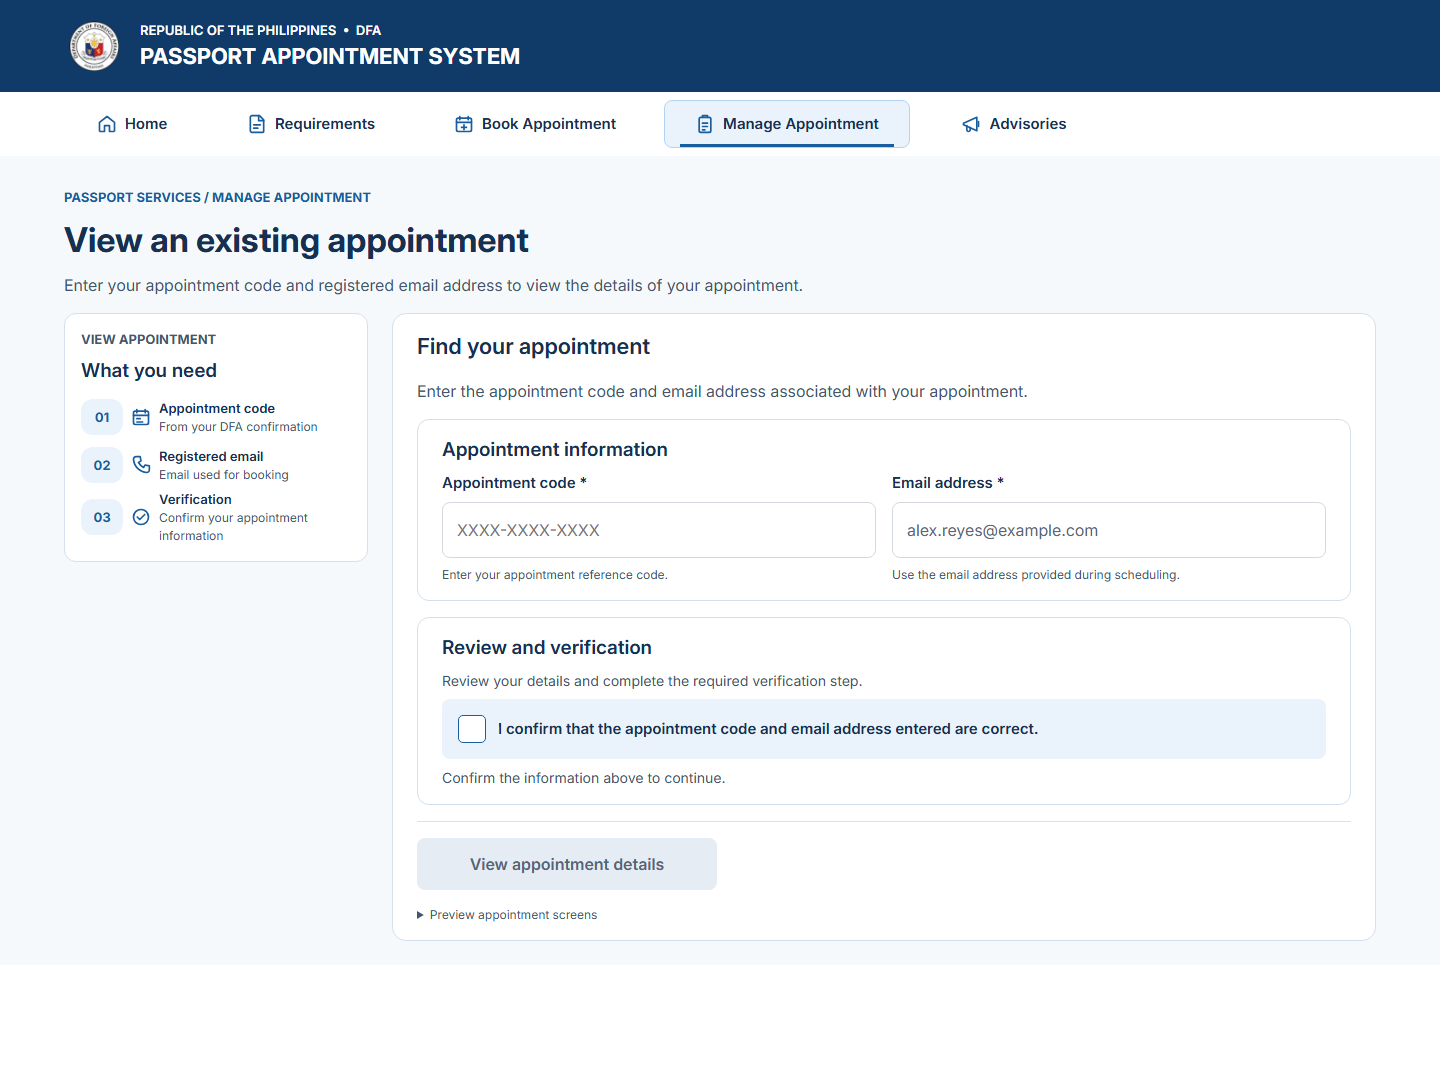 REPUBLIC OF THE PHILIPPINES • DFA
PASSPORT APPOINTMENT SYSTEM
Home
Requirements
Book Appointment
Manage Appointment
Advisories
PASSPORT SERVICES / MANAGE APPOINTMENT
View an existing appointment
Enter your appointment code and registered email address to view the details of your appointment.
VIEW APPOINTMENT
What you need
01
Appointment code
From your DFA confirmation
02
Registered email
Email used for booking
03
Verification
Confirm your appointment
information
Find your appointment
Enter the appointment code and email address associated with your appointment.
Appointment information
Appointment code *
XXXX-XXXX-XXXX
Enter your appointment reference code.
Email address *
alex.reyes@example.com
Use the email address provided during scheduling.
Review and verification
Review your details and complete the required verification step.
I confirm that the appointment code and email address entered are correct.
Confirm the information above to continue.
View appointment details
Preview appointment screens